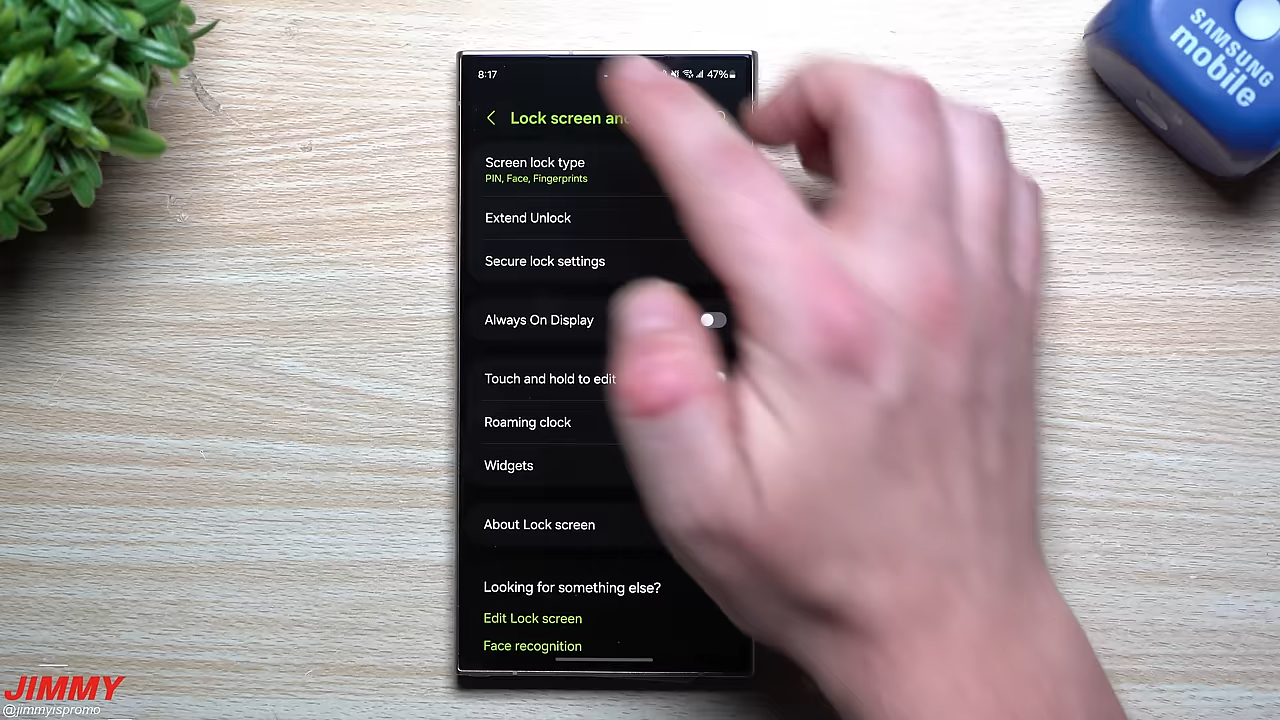 8:17
47%
Lock screen an
Screen lock type
PIN, Face, Fingerprints
Extend Unlock
Secure lock settings
Always On Display
Touch and hold to edit
Roaming clock
Widgets
About Lock screen
Looking for something else?
Edit Lock screen
Face recognition
SAMSUNG
mobile
JIMMY
@jimmyispromo